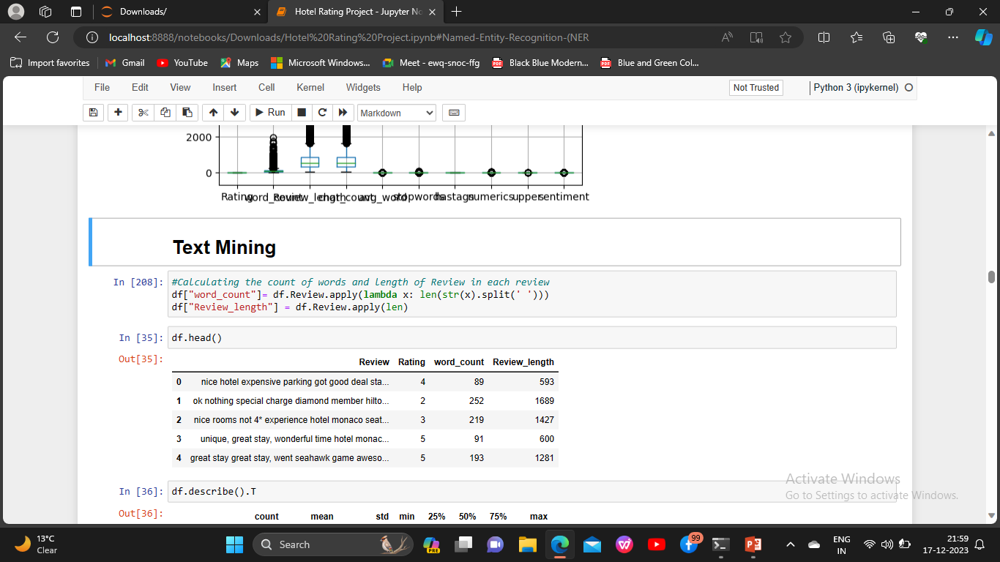 Downloads/
Hotel Rating Project - Jupyter No
localhost:8888/notebooks/Downloads/Hotel%20Rating%20Project.ipynb#Named-Entity-Recognition-(NER
Import favorites Gmail YouTube Maps Microsoft Windows... Meet - ewq-snoc-ffg Black Blue Modern... Blue and Green Col...
File Edit View Insert Cell Kernel Widgets Help Not Trusted Python 3 (ipykernel)
Run Markdown
2000
0
Rating word_count Review_length char_count avg_word stopwords hastags numerics upper sentiment
Text Mining
In [208]: #Calculating the count of words and length of Review in each review
df["word_count"]= df.Review.apply(lambda x: len(str(x).split(' ')))
df["Review_length"] = df.Review.apply(len)
In [35]: df.head()
Out[35]:
Review Rating word_count Review_length
0 nice hotel expensive parking got good deal sta... 4 89 593
1 ok nothing special charge diamond member hilto... 2 252 1689
2 nice rooms not 4* experience hotel monaco seat... 3 219 1427
3 unique, great stay, wonderful time hotel monac... 5 91 600
4 great stay great stay, went seahawk game aweso... 5 193 1281
In [36]: df.describe().T
Out[36]:
count mean std min 25% 50% 75% max
Activate Windows
Go to Settings to activate Windows.
13°C
Clear
Search
PRE
99
ENG
IN
21:59
17-12-2023